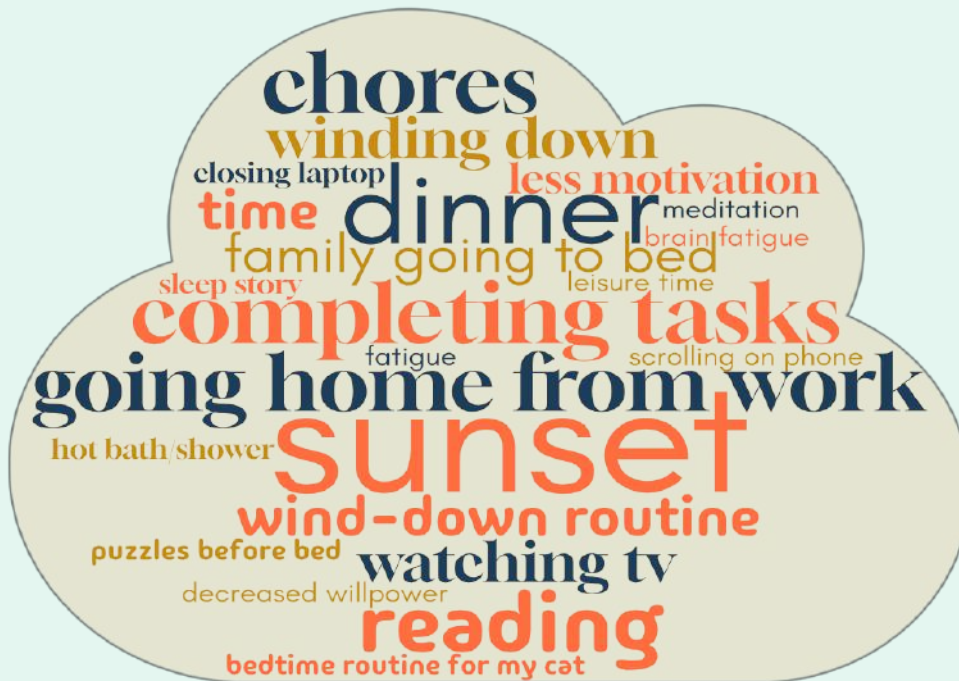 chores
winding down
closing laptop
less motivation
time
dinner
meditation
brain fatigue
family going to bed
leisure time
sleep story
completing tasks
fatigue
scrolling on phone
going home from work
hot bath/shower
sunset
wind-down routine
puzzles before bed
watching tv
decreased willpower
reading
bedtime routine for my cat